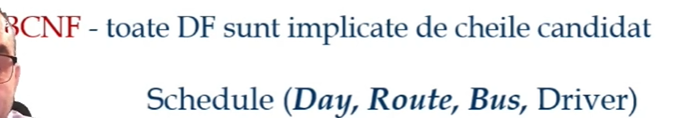 BCNF - toate DF sunt implicate de cheile candidat
Schedule (Day, Route, Bus, Driver)